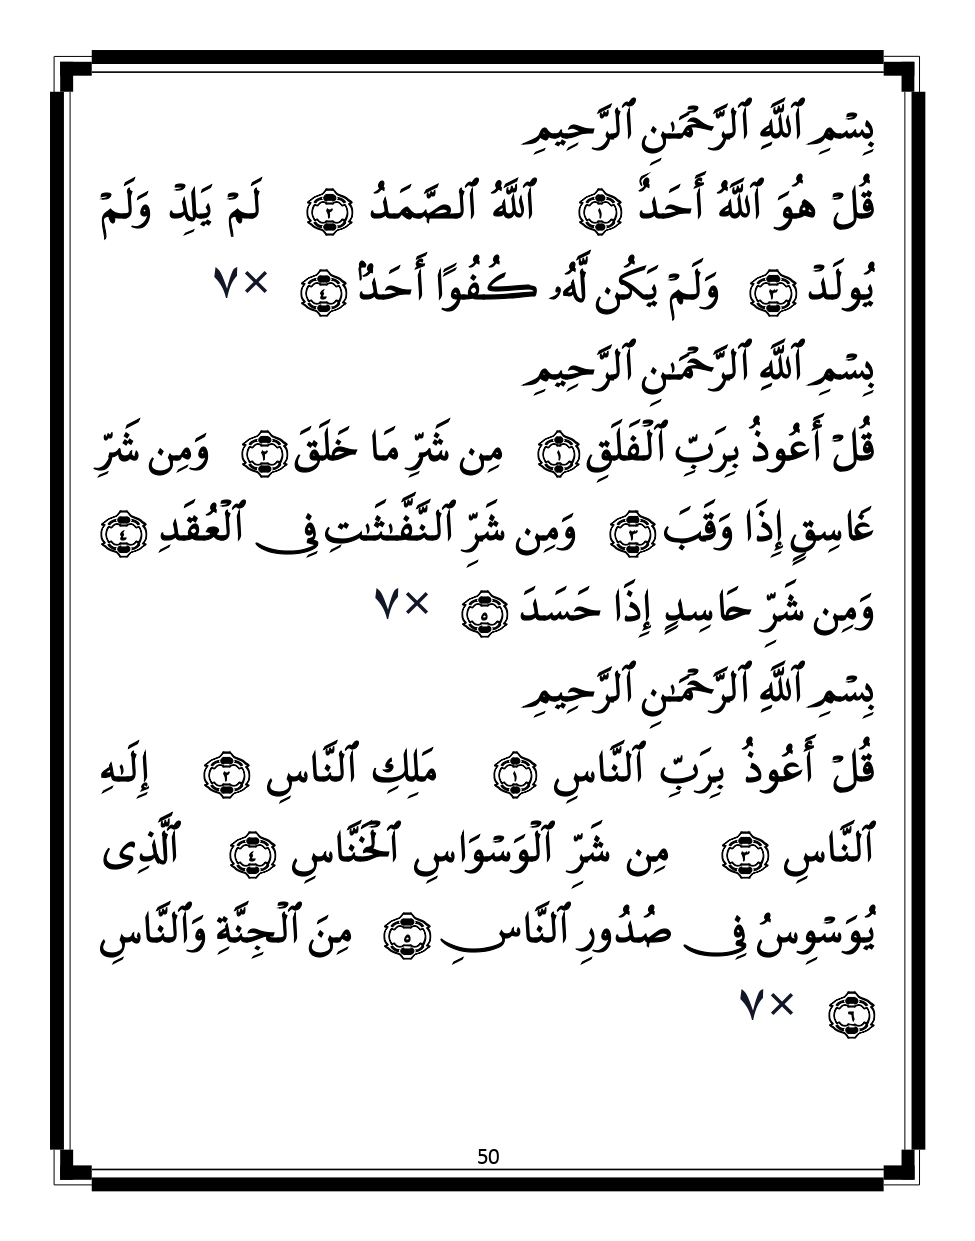 بِسْمِ ٱللَّهِ ٱلرَّحْمَـٰنِ ٱلرَّحِيمِ
قُلْ هُوَ ٱللَّهُ أَحَدٌ ١ ٱللَّهُ ٱلصَّمَدُ ٢ لَمْ يَلِدْ وَلَمْ
يُولَدْ ٣ وَلَمْ يَكُن لَّهُۥ كُفُوًا أَحَدٌۢ ٤ ×٧
بِسْمِ ٱللَّهِ ٱلرَّحْمَـٰنِ ٱلرَّحِيمِ
قُلْ أَعُوذُ بِرَبِّ ٱلْفَلَقِ ١ مِن شَرِّ مَا خَلَقَ ٢ وَمِن شَرِّ
غَاسِقٍ إِذَا وَقَبَ ٣ وَمِن شَرِّ ٱلنَّفَّـٰثَـٰتِ فِى ٱلْعُقَدِ ٤
وَمِن شَرِّ حَاسِدٍ إِذَا حَسَدَ ٥ ×٧
بِسْمِ ٱللَّهِ ٱلرَّحْمَـٰنِ ٱلرَّحِيمِ
قُلْ أَعُوذُ بِرَبِّ ٱلنَّاسِ ١ مَلِكِ ٱلنَّاسِ ٢ إِلَـٰهِ
ٱلنَّاسِ ٣ مِن شَرِّ ٱلْوَسْوَاسِ ٱلْخَنَّاسِ ٤ ٱلَّذِى
يُوَسْوِسُ فِى صُدُورِ ٱلنَّاسِ ٥ مِنَ ٱلْجِنَّةِ وَٱلنَّاسِ
٦ ×٧
50